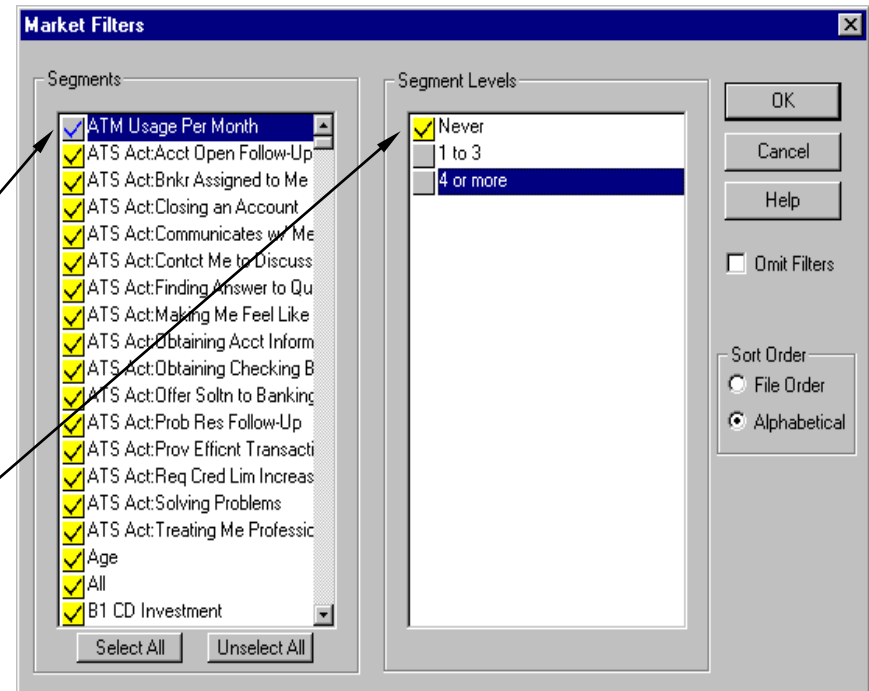 Market Filters
Segments
ATM Usage Per Month
ATS Act:Acct Open Follow-Up
ATS Act:Bnkr Assigned to Me
ATS Act:Closing an Account
ATS Act:Communicates w/ Me
ATS Act:Contct Me to Discuss
ATS Act:Finding Answer to Qu
ATS Act:Making Me Feel Like
ATS Act:Obtaining Acct Inform
ATS Act:Obtaining Checking B
ATS Act:Offer Soltn to Banking
ATS Act:Prob Res Follow-Up
ATS Act:Prov Efficnt Transacti
ATS Act:Req Cred Lim Increas
ATS Act:Solving Problems
ATS Act:Treating Me Professic
Age
All
B1 CD Investment
Select All
Unselect All
Segment Levels
Never
1 to 3
4 or more
OK
Cancel
Help
Omit Filters
Sort Order
File Order
Alphabetical